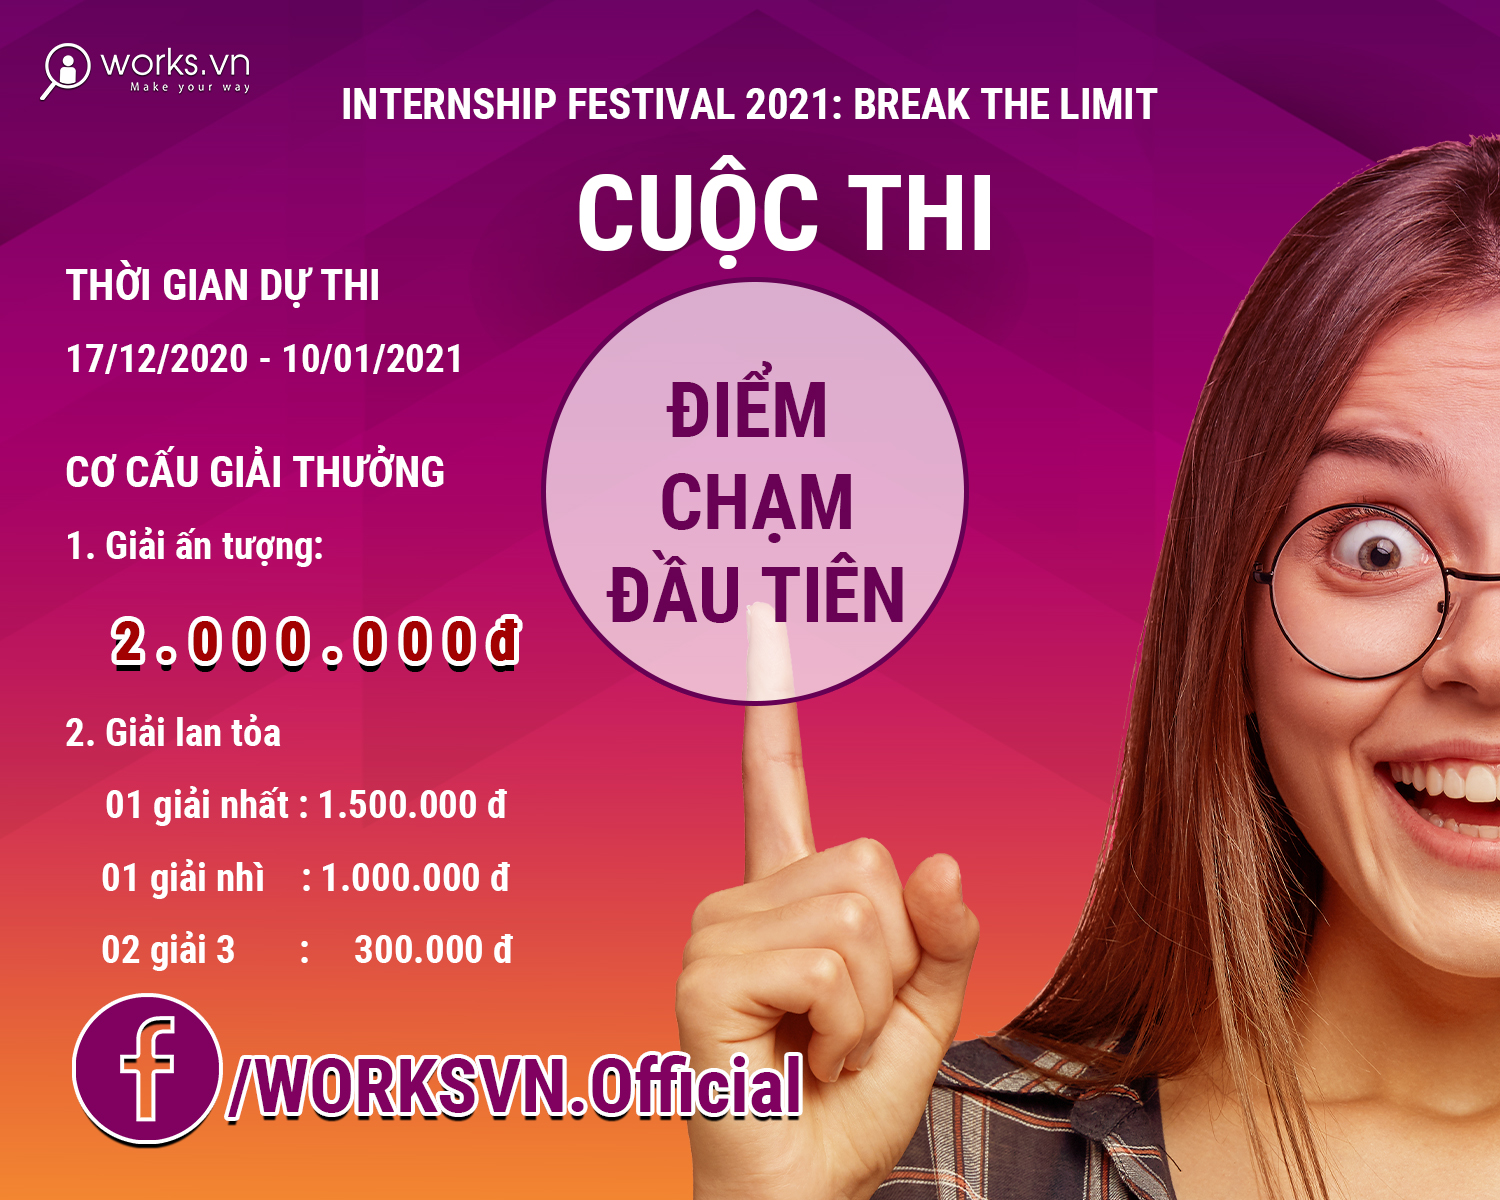 works.vn
Make your way
INTERNSHIP FESTIVAL 2021: BREAK THE LIMIT
CUỘC THI
ĐIỂM
CHẠM
ĐẦU TIÊN
THỜI GIAN DỰ THI
17/12/2020 - 10/01/2021
CƠ CẤU GIẢI THƯỞNG
1. Giải ấn tượng:
2.000.000đ
2. Giải lan tỏa
01 giải nhất : 1.500.000 đ
01 giải nhì : 1.000.000 đ
02 giải 3 : 300.000 đ
f /WORKSVN.Official